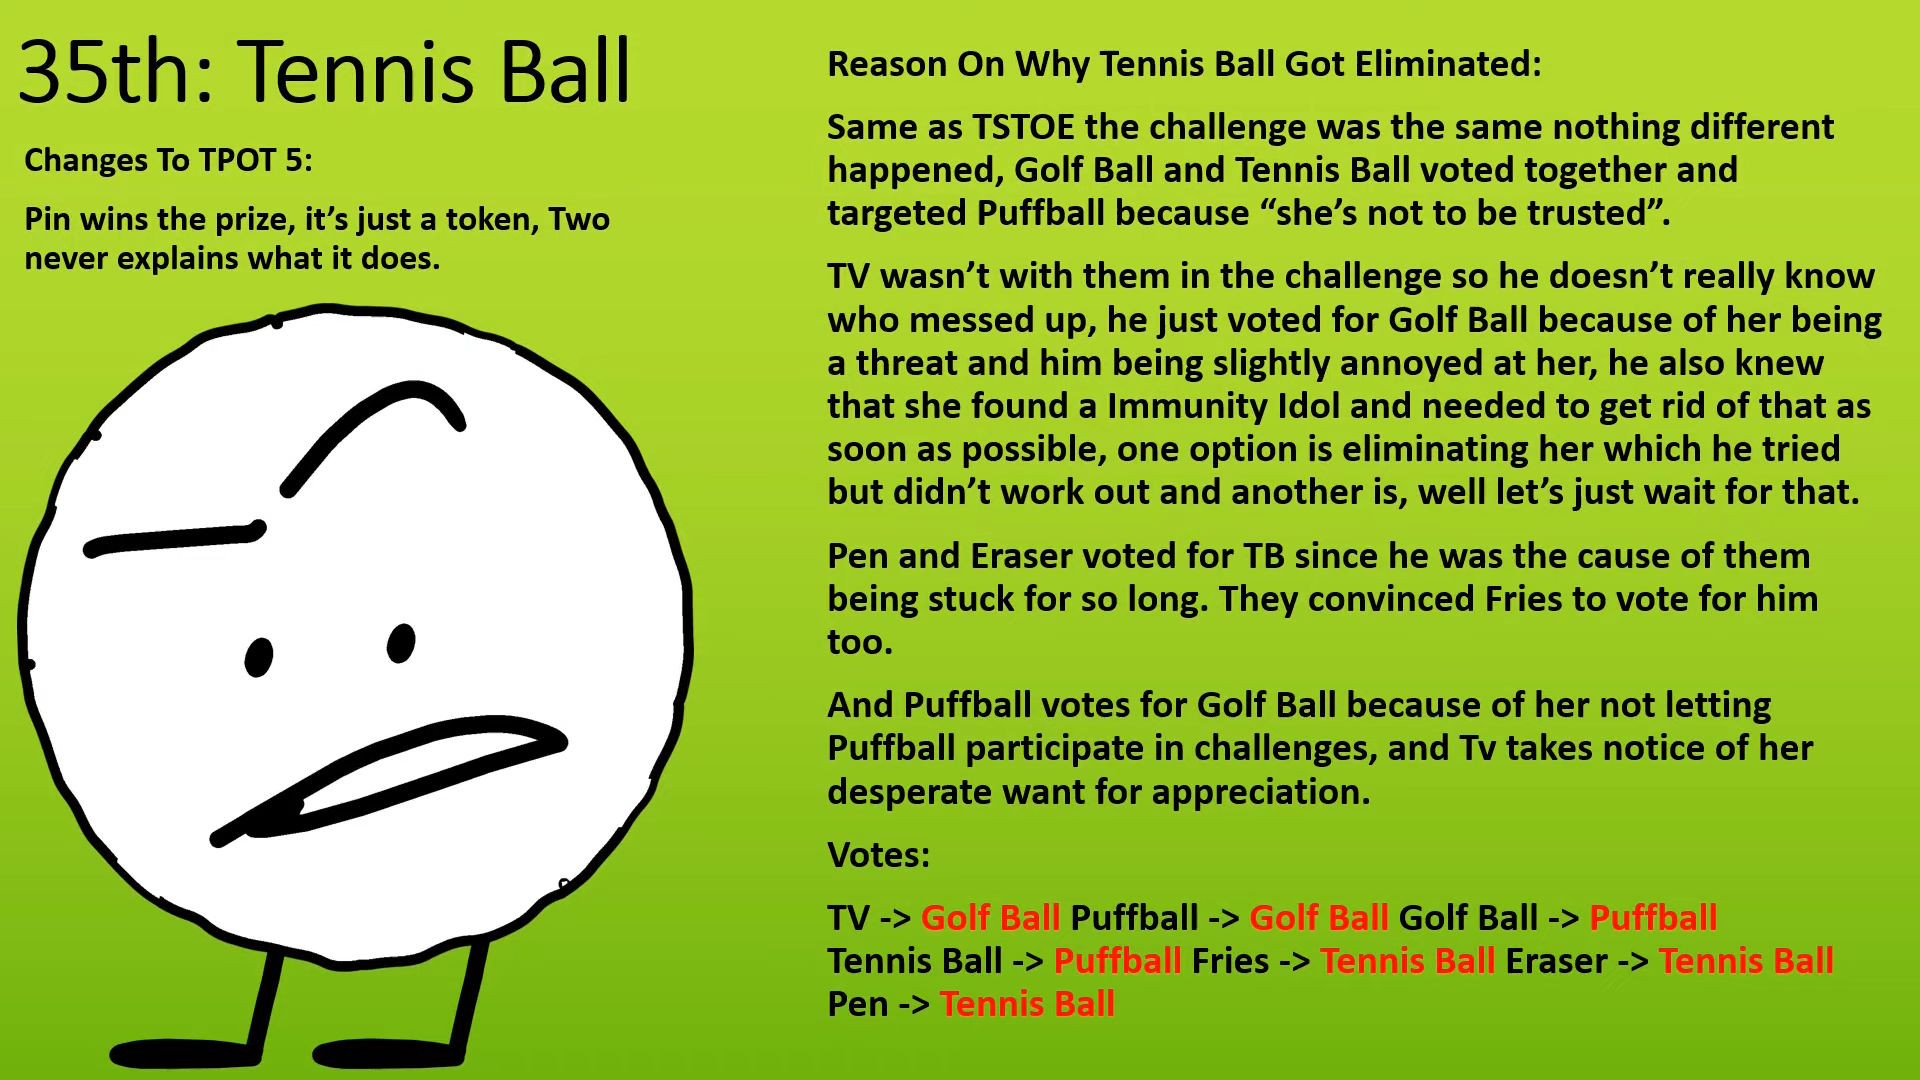 35th: Tennis Ball
Changes To TPOT 5:
Pin wins the prize, it’s just a token, Two
never explains what it does.
Reason On Why Tennis Ball Got Eliminated:
Same as TSTOE the challenge was the same nothing different
happened, Golf Ball and Tennis Ball voted together and
targeted Puffball because “she’s not to be trusted”.
TV wasn’t with them in the challenge so he doesn’t really know
who messed up, he just voted for Golf Ball because of her being
a threat and him being slightly annoyed at her, he also knew
that she found a Immunity Idol and needed to get rid of that as
soon as possible, one option is eliminating her which he tried
but didn’t work out and another is, well let’s just wait for that.
Pen and Eraser voted for TB since he was the cause of them
being stuck for so long. They convinced Fries to vote for him
too.
And Puffball votes for Golf Ball because of her not letting
Puffball participate in challenges, and Tv takes notice of her
desperate want for appreciation.
Votes:
TV -> Golf Ball Puffball -> Golf Ball Golf Ball -> Puffball
Tennis Ball -> Puffball Fries -> Tennis Ball Eraser -> Tennis Ball
Pen -> Tennis Ball